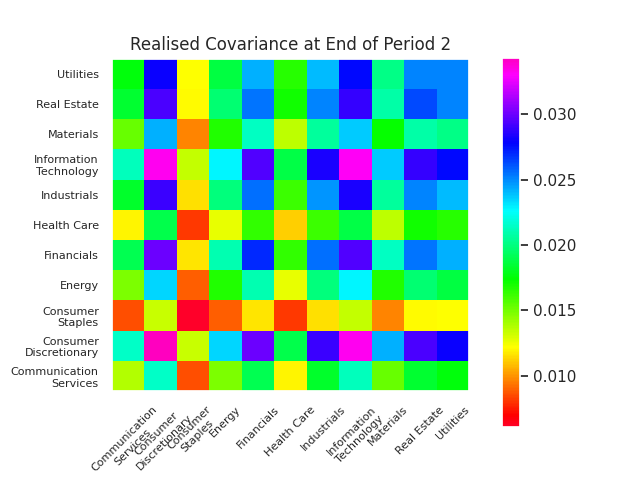 Realised Covariance at End of Period 2
Utilities
Real Estate
Materials
Information
Technology
Industrials
Health Care
Financials
Energy
Consumer
Staples
Consumer
Discretionary
Communication
Services
Communication
Services
Consumer
Discretionary
Consumer
Staples
Energy
Financials
Health Care
Industrials
Information
Technology
Materials
Real Estate
Utilities
0.030
0.025
0.020
0.015
0.010